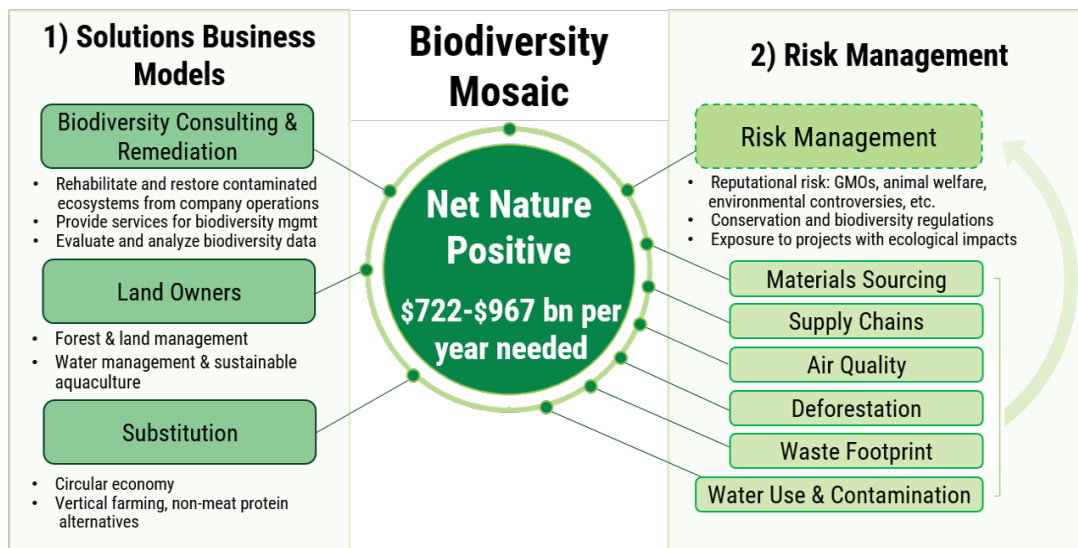 1) Solutions Business
Models
Biodiversity Consulting &
Remediation
• Rehabilitate and restore contaminated
ecosystems from company operations
• Provide services for biodiversity mgmt
• Evaluate and analyze biodiversity data
Land Owners
• Forest & land management
• Water management & sustainable
aquaculture
Substitution
• Circular economy
• Vertical farming, non-meat protein
alternatives
Biodiversity
Mosaic
Net Nature
Positive
$722-$967 bn per
year needed
2) Risk Management
Risk Management
• Reputational risk: GMOs, animal welfare,
environmental controversies, etc.
• Conservation and biodiversity regulations
• Exposure to projects with ecological impacts
Materials Sourcing
Supply Chains
Air Quality
Deforestation
Waste Footprint
Water Use & Contamination